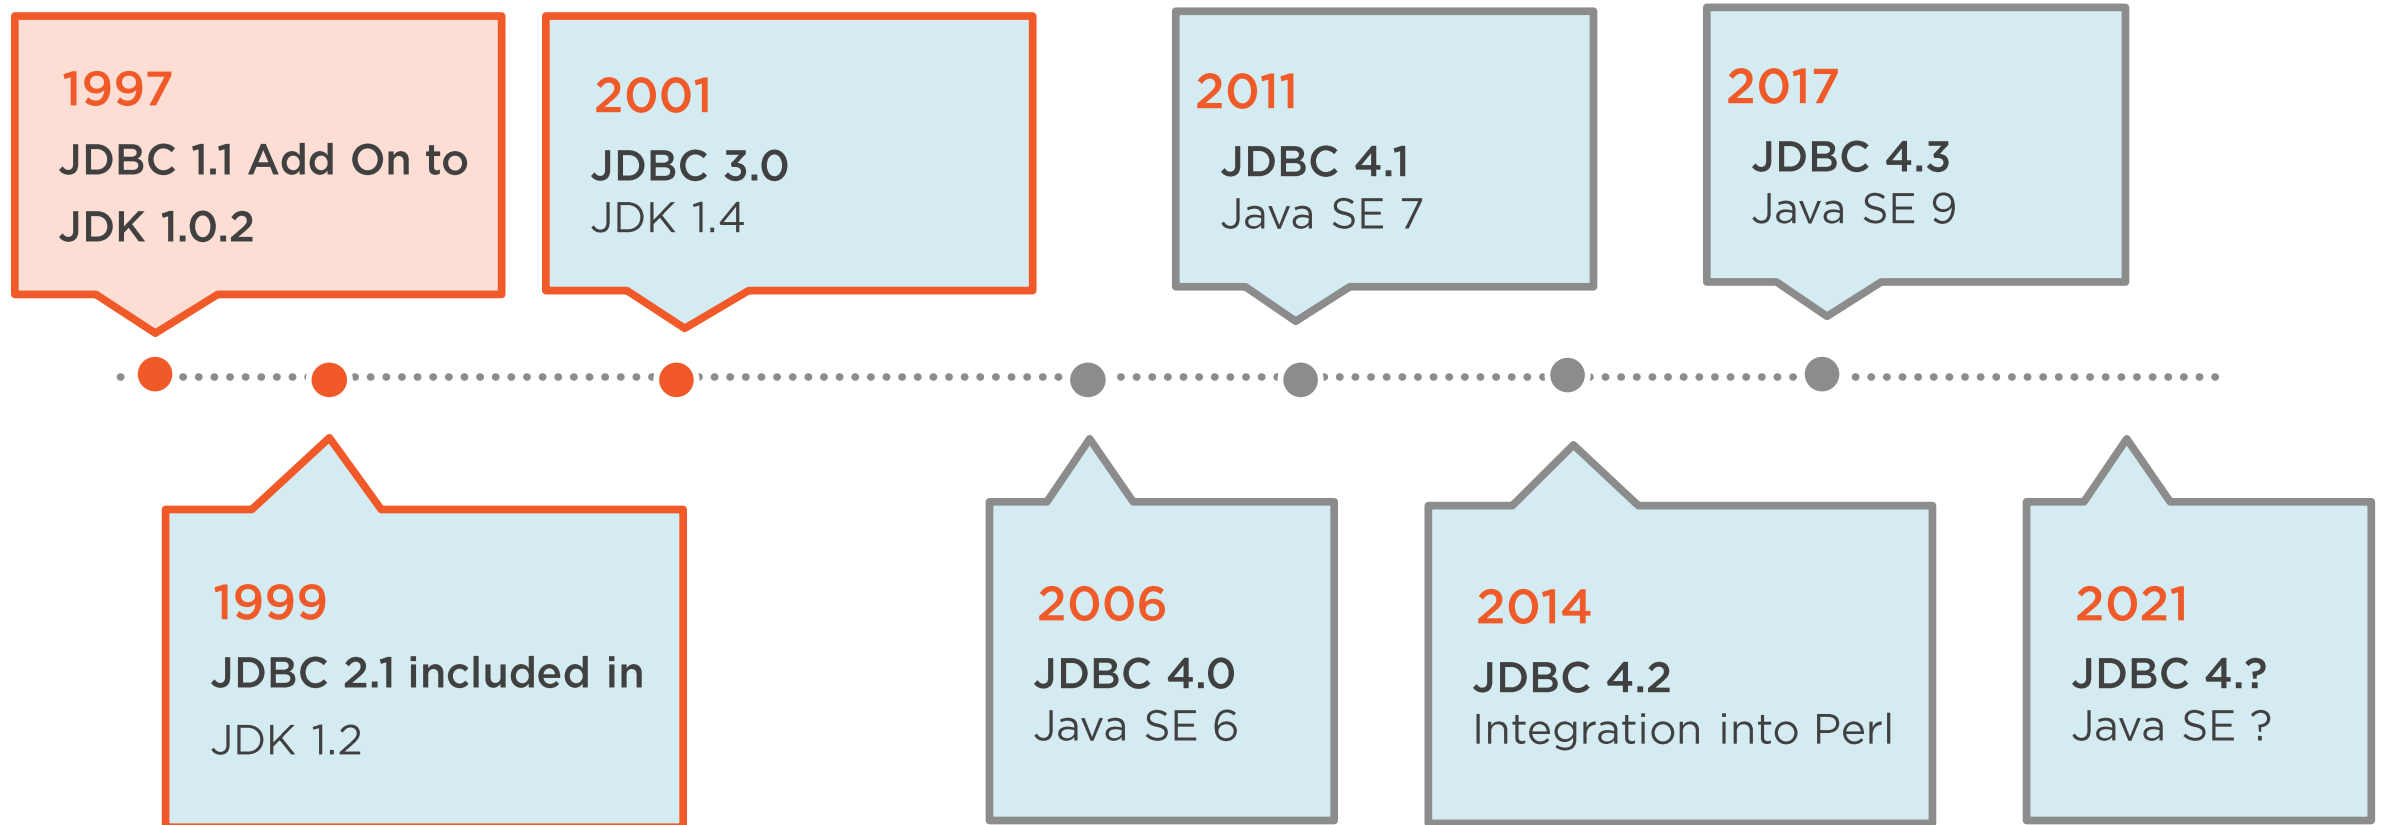 1997
JDBC 1.1 Add On to
JDK 1.0.2
1999
JDBC 2.1 included in
JDK 1.2
2001
JDBC 3.0
JDK 1.4
2006
JDBC 4.0
Java SE 6
2011
JDBC 4.1
Java SE 7
2014
JDBC 4.2
Integration into Perl
2017
JDBC 4.3
Java SE 9
2021
JDBC 4.?
Java SE ?